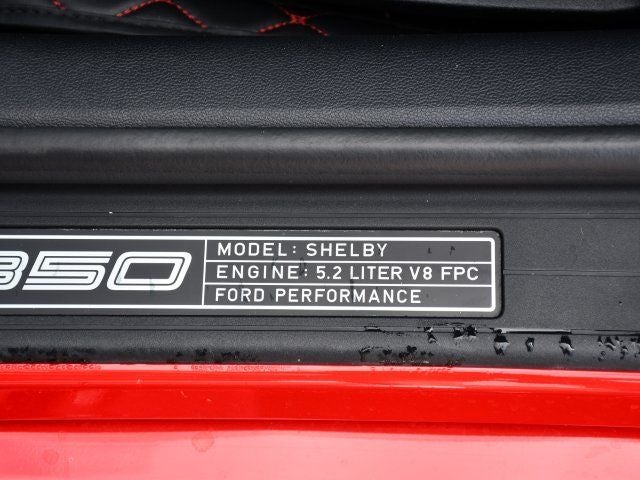 350
MODEL: SHELBY
ENGINE: 5.2 LITER V8 FPC
FORD PERFORMANCE